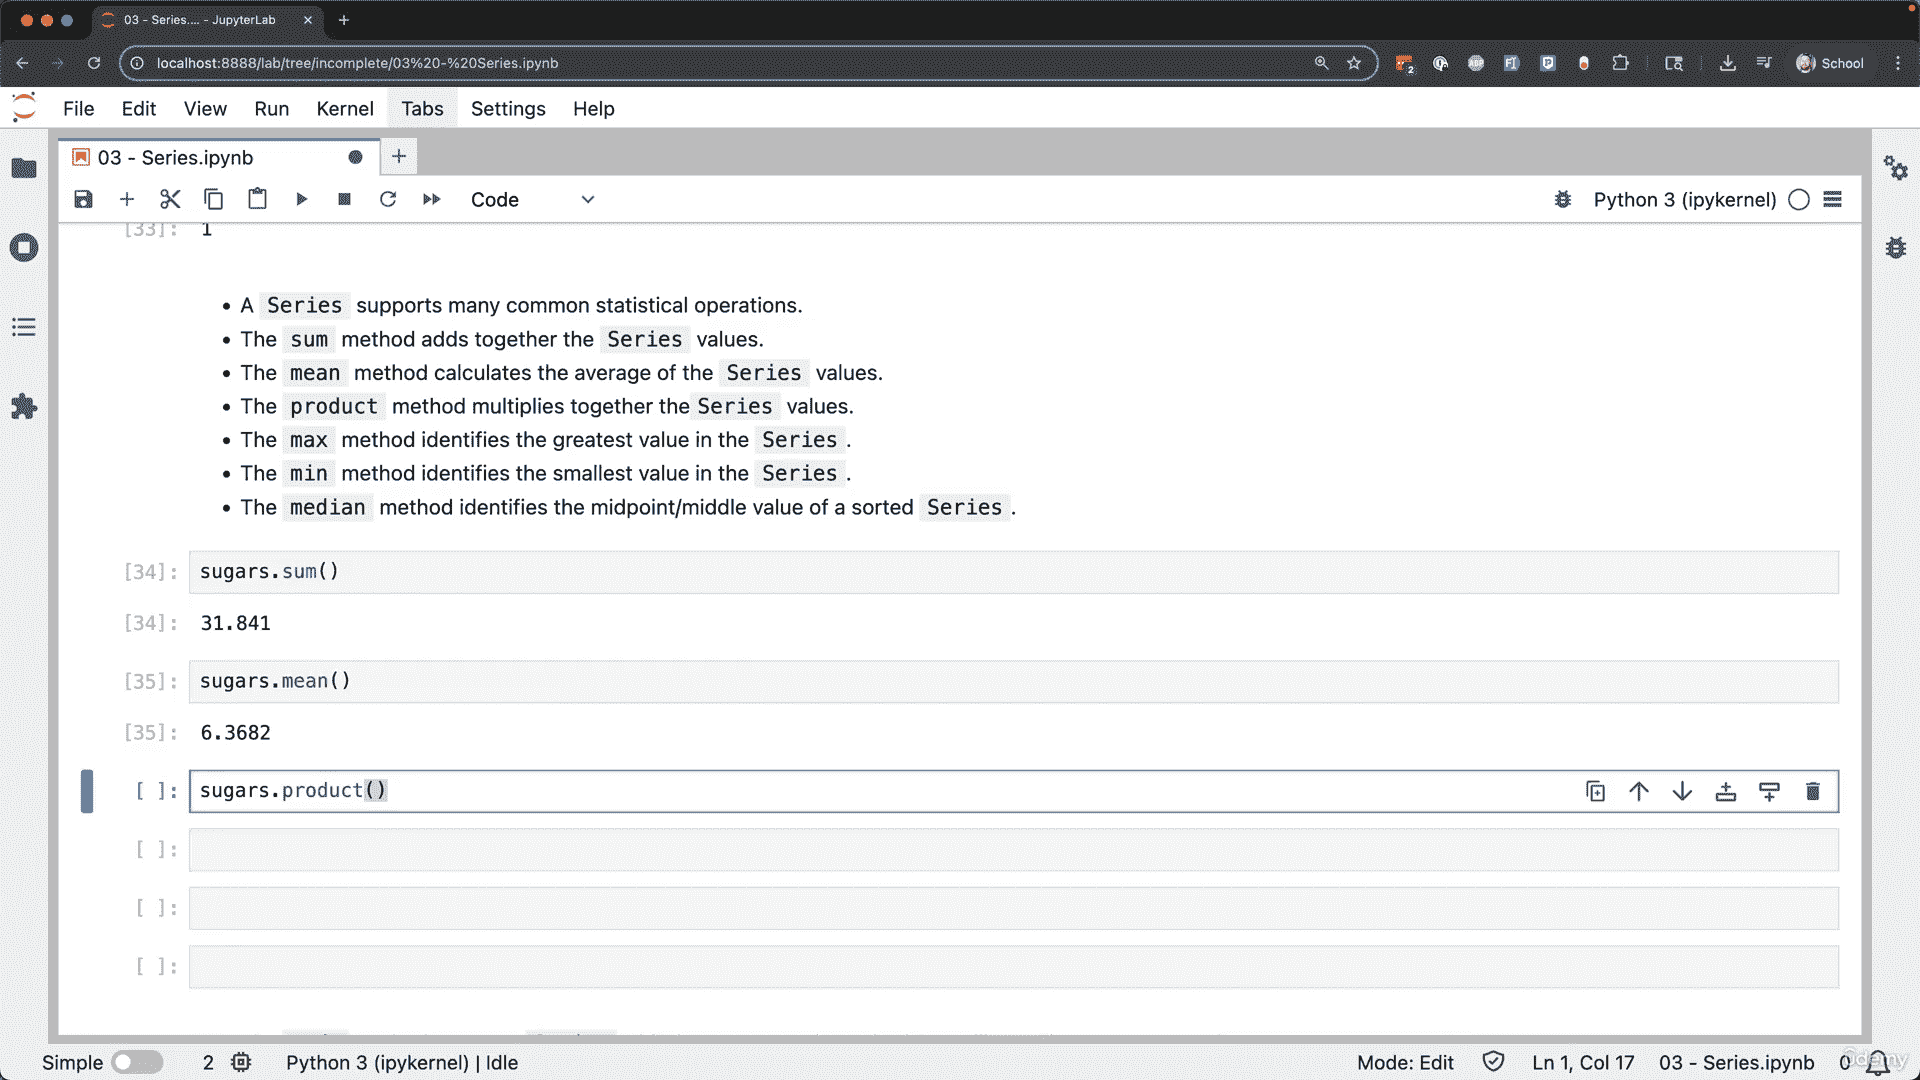 03 - Series.... - JupyterLab
localhost:8888/lab/tree/incomplete/03%20-%20Series.ipynb
2
ABP
School
File Edit View Run Kernel Tabs Settings Help
03 - Series.ipynb
Code
Python 3 (ipykernel)
[33]: 1
• A Series supports many common statistical operations.
• The sum method adds together the Series values.
• The mean method calculates the average of the Series values.
• The product method multiplies together the Series values.
• The max method identifies the greatest value in the Series .
• The min method identifies the smallest value in the Series .
• The median method identifies the midpoint/middle value of a sorted Series .
[34]: sugars.sum()
[34]: 31.841
[35]: sugars.mean()
[35]: 6.3682
[ ]: sugars.product()
[ ]:
[ ]:
[ ]:
Simple 2 Python 3 (ipykernel) | Idle Mode: Edit Ln 1, Col 17 03 - Series.ipynb 0
udemy